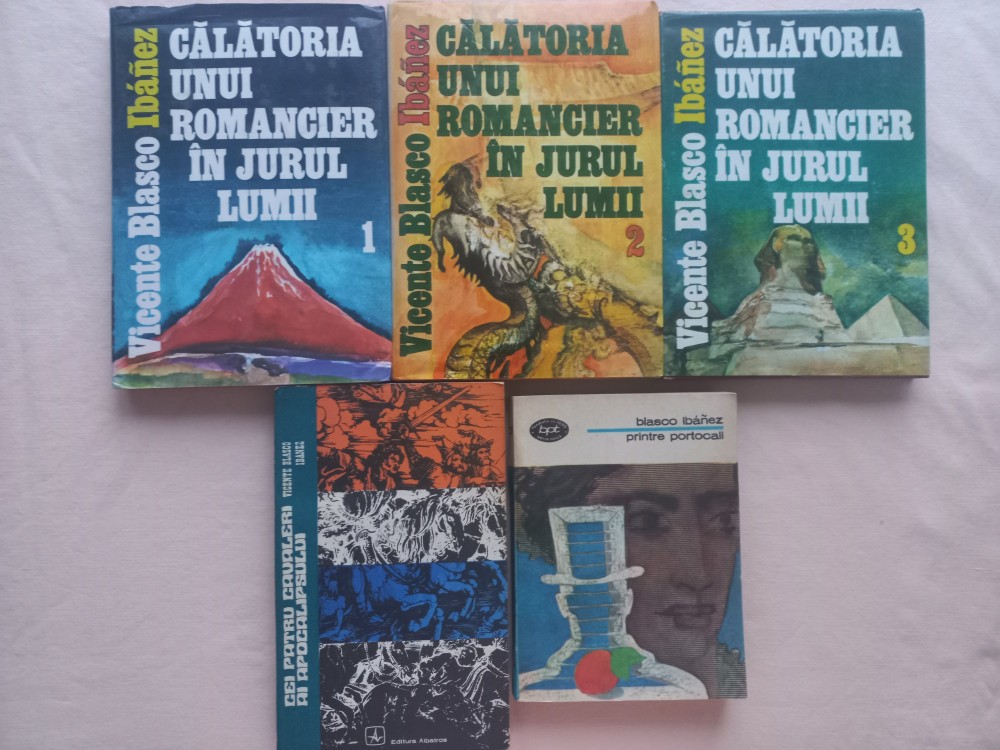 Vicente Blasco Ibáñez
CĂLĂTORIA
UNUI
ROMANCIER
ÎN JURUL
LUMII
1
Vicente Blasco Ibáñez
CĂLĂTORIA
UNUI
ROMANCIER
ÎN JURUL
LUMII
2
Vicente Blasco Ibáñez
CĂLĂTORIA
UNUI
ROMANCIER
ÎN JURUL
LUMII
3
VICENTE BLASCO
IBANEZ
CEI PATRU CAVALERI
AI APOCALIPSULUI
Editura Albatros
bpt
blasco ibáñez
printre portocali